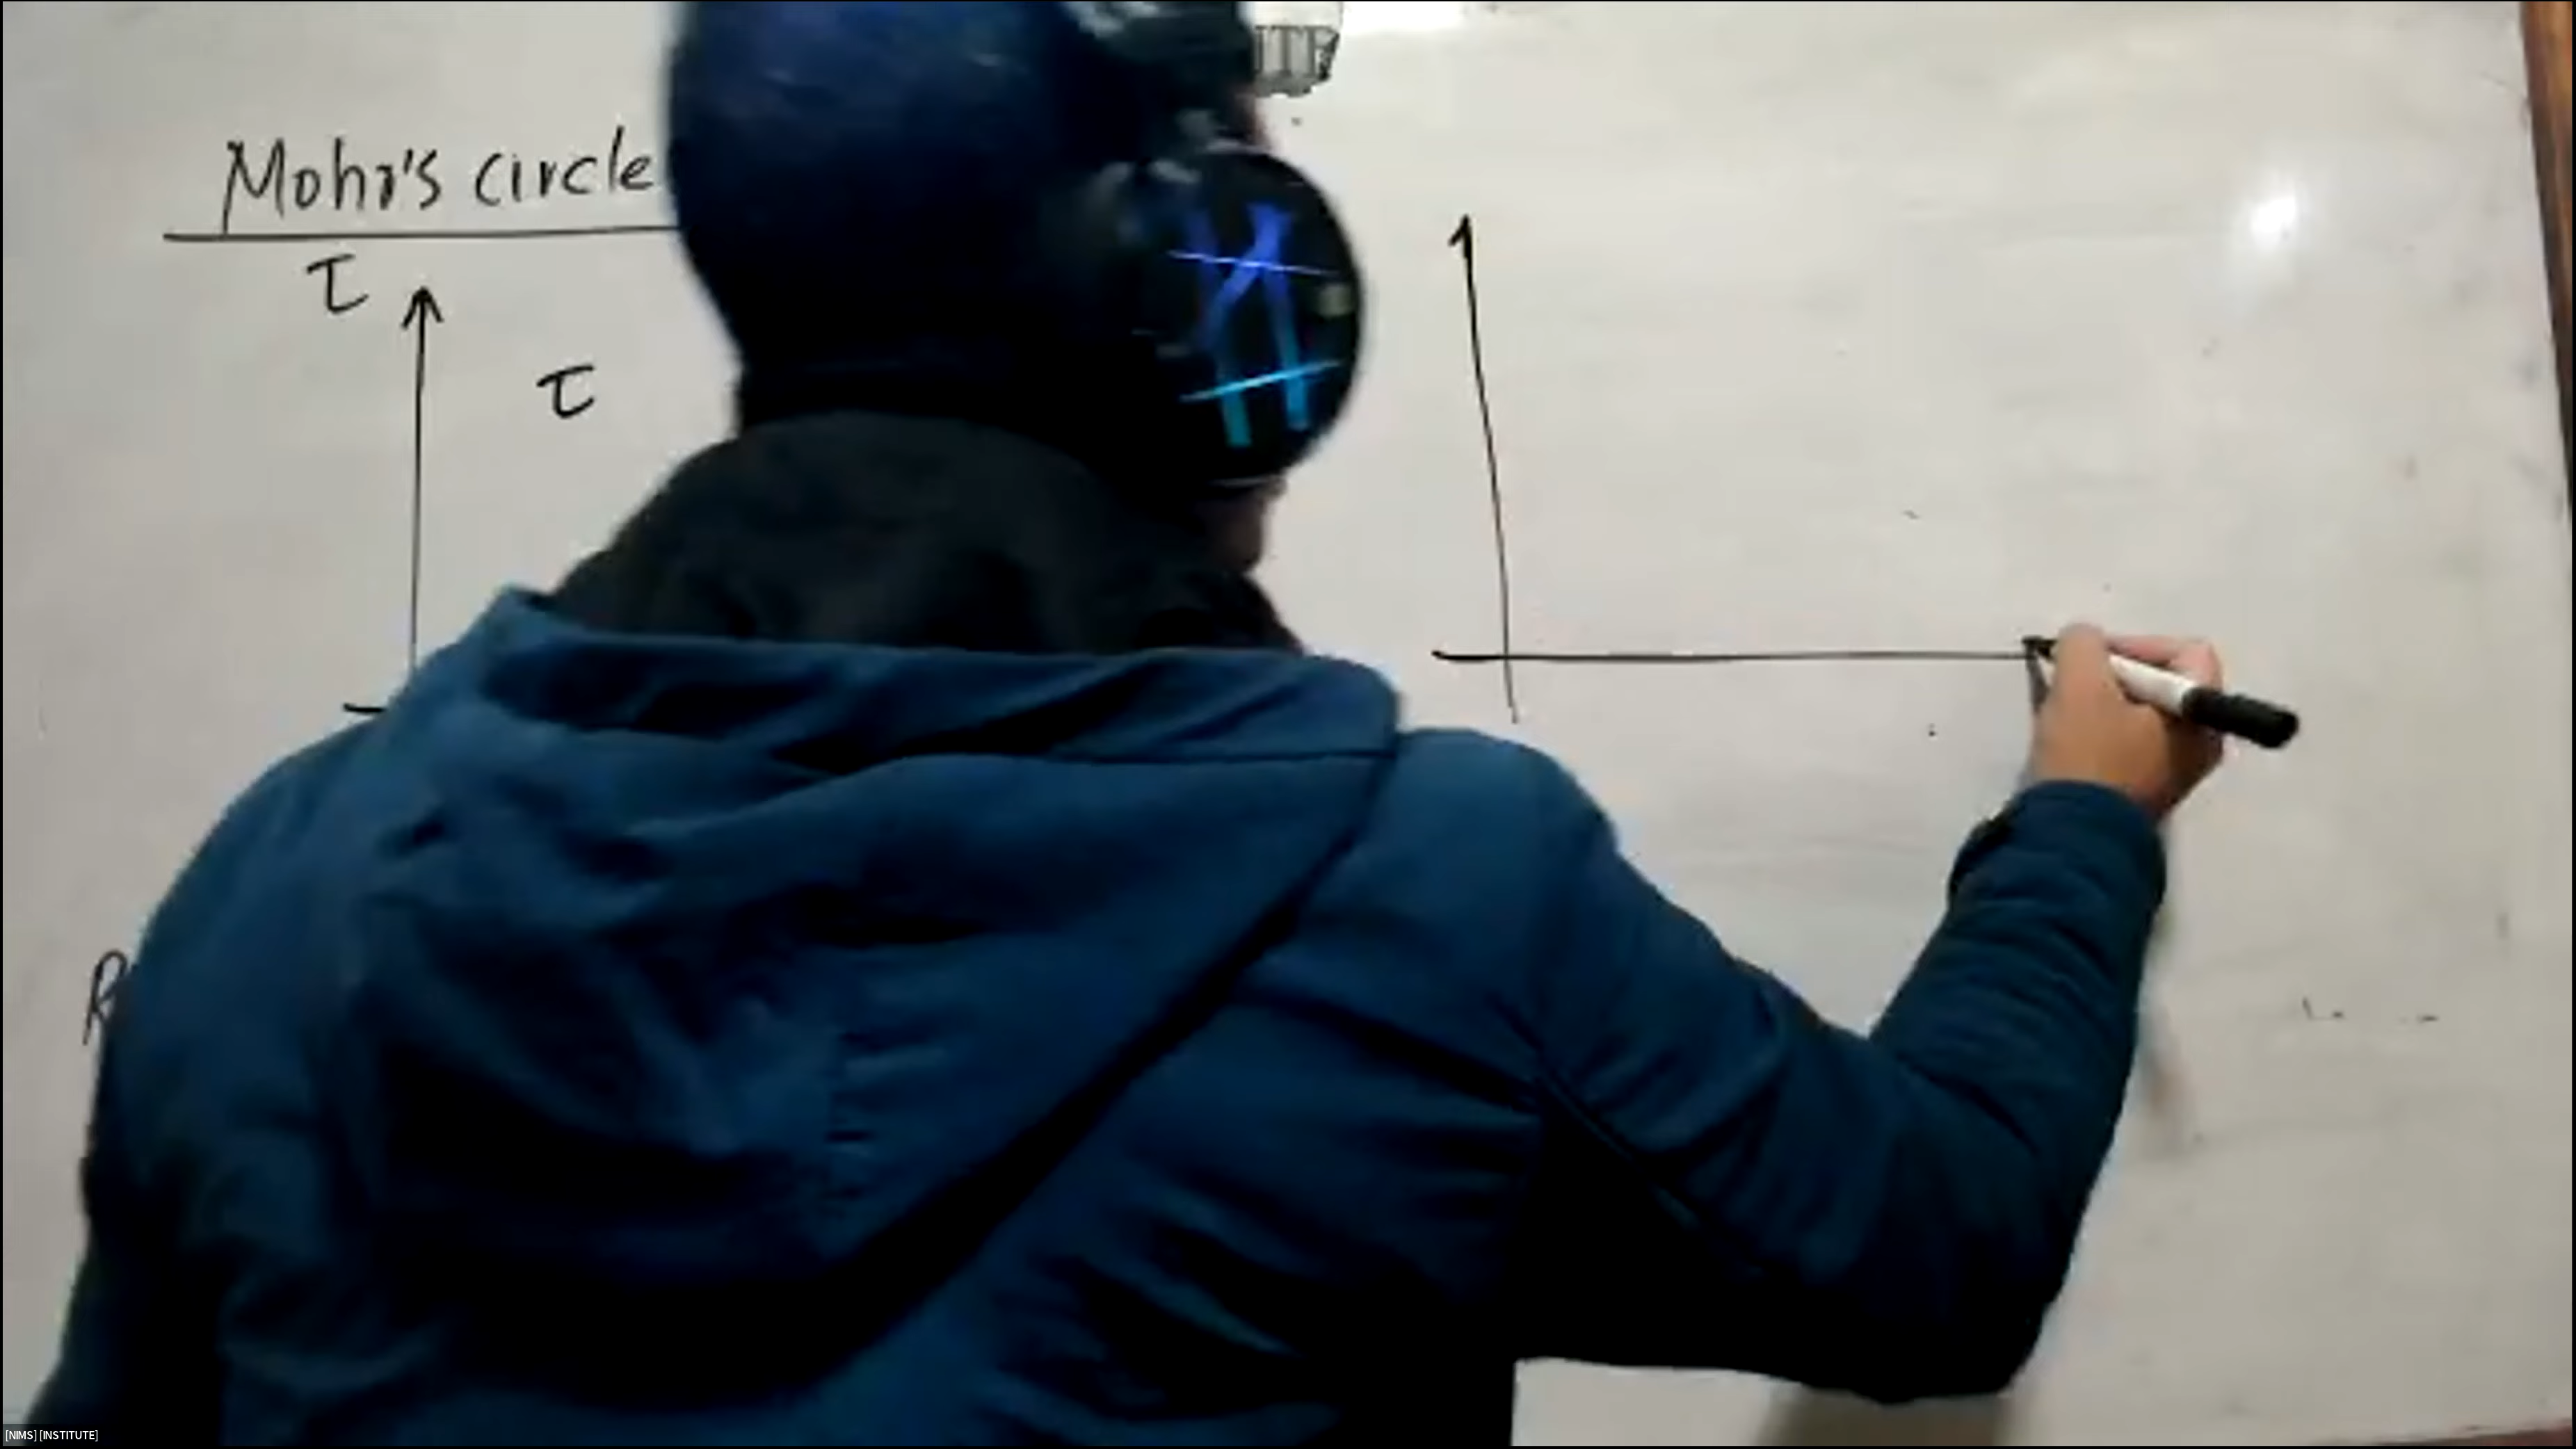 Mohr's circle
τ
τ
[NIMS] [INSTITUTE]